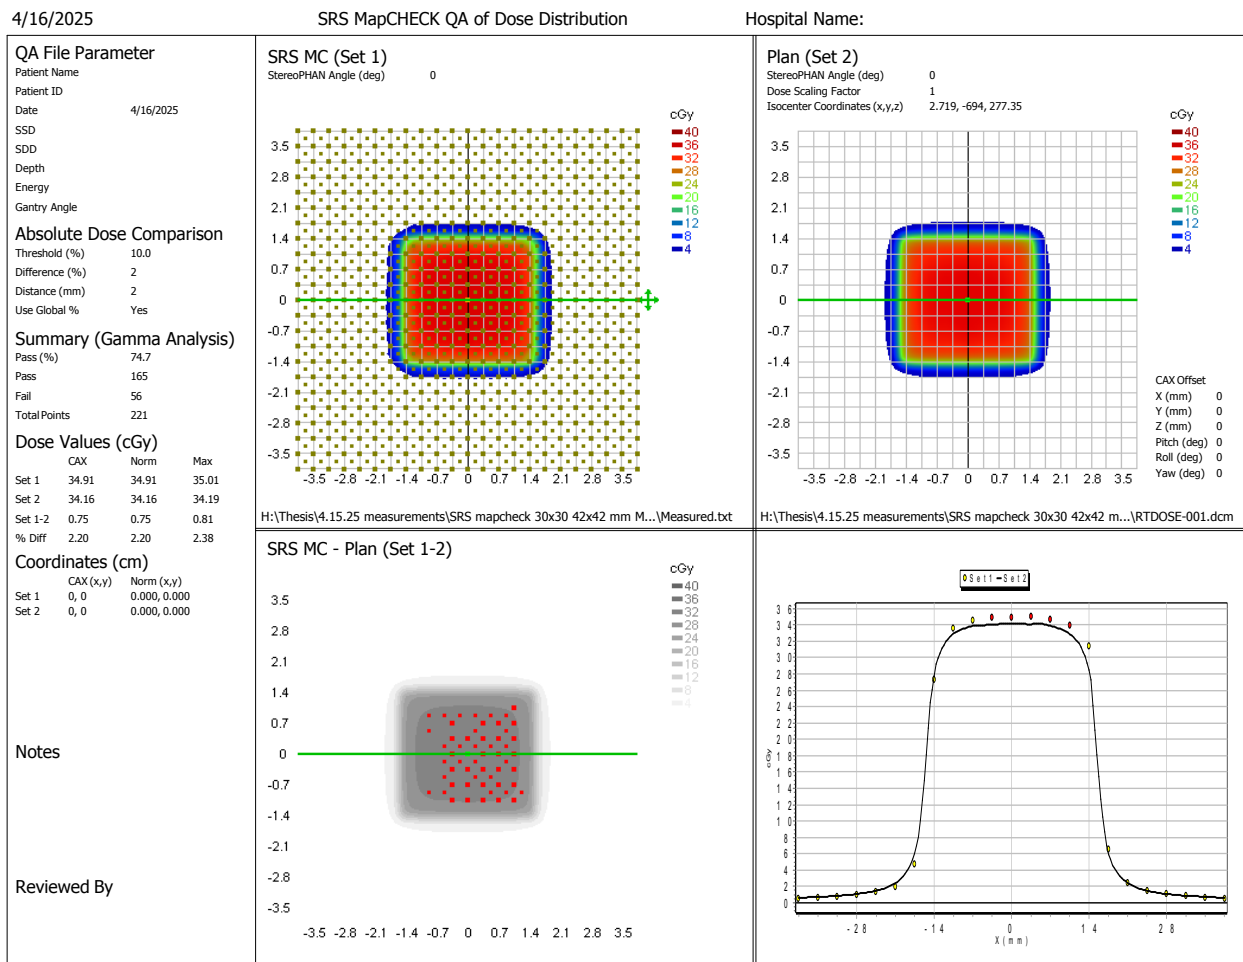 4/16/2025
SRS MapCHECK QA of Dose Distribution
Hospital Name:
QA File Parameter
Patient Name
Patient ID
Date 4/16/2025
SSD
SDD
Depth
Energy
Gantry Angle
Absolute Dose Comparison
Threshold (%) 10.0
Difference (%) 2
Distance (mm) 2
Use Global % Yes
Summary (Gamma Analysis)
Pass (%) 74.7
Pass 165
Fail 56
Total Points 221
Dose Values (cGy)
CAX Norm Max
Set 1 34.91 34.91 35.01
Set 2 34.16 34.16 34.19
Set 1-2 0.75 0.75 0.81
% Diff 2.20 2.20 2.38
Coordinates (cm)
CAX (x,y) Norm (x,y)
Set 1 0, 0 0.000, 0.000
Set 2 0, 0 0.000, 0.000
Notes
Reviewed By
SRS MC (Set 1)
StereoPHAN Angle (deg) 0
cGy
40
36
32
28
24
20
16
12
8
4
3.5
2.8
2.1
1.4
0.7
0
-0.7
-1.4
-2.1
-2.8
-3.5
-3.5 -2.8 -2.1 -1.4 -0.7 0 0.7 1.4 2.1 2.8 3.5
H:\Thesis\4.15.25 measurements\SRS mapcheck 30x30 42x42 mm M...\Measured.txt
Plan (Set 2)
StereoPHAN Angle (deg) 0
Dose Scaling Factor 1
Isocenter Coordinates (x,y,z) 2.719, -694, 277.35
cGy
40
36
32
28
24
20
16
12
8
4
3.5
2.8
2.1
1.4
0.7
0
-0.7
-1.4
-2.1
-2.8
-3.5
-3.5 -2.8 -2.1 -1.4 -0.7 0 0.7 1.4 2.1 2.8 3.5
CAX Offset
X (mm) 0
Y (mm) 0
Z (mm) 0
Pitch (deg) 0
Roll (deg) 0
Yaw (deg) 0
H:\Thesis\4.15.25 measurements\SRS mapcheck 30x30 42x42 m...\RTDOSE-001.dcm
SRS MC - Plan (Set 1-2)
cGy
40
36
32
28
24
20
16
12
8
4
3.5
2.8
2.1
1.4
0.7
0
-0.7
-1.4
-2.1
-2.8
-3.5
-3.5 -2.8 -2.1 -1.4 -0.7 0 0.7 1.4 2.1 2.8 3.5
Set1 Set2
36
34
32
30
28
26
24
22
20
18
16
14
12
10
8
6
4
2
0
cGy
-28 -14 0 14 28
X(mm)